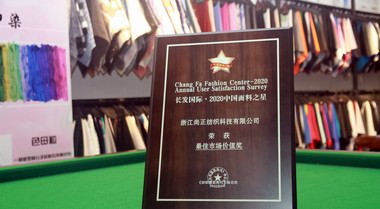 Chang Fa Fashion Center-2020
Annual User Satisfaction Survey
长发国际·2020中国面料之星
浙江尚正纺织科技有限公司
荣获
最佳市场价值奖
染